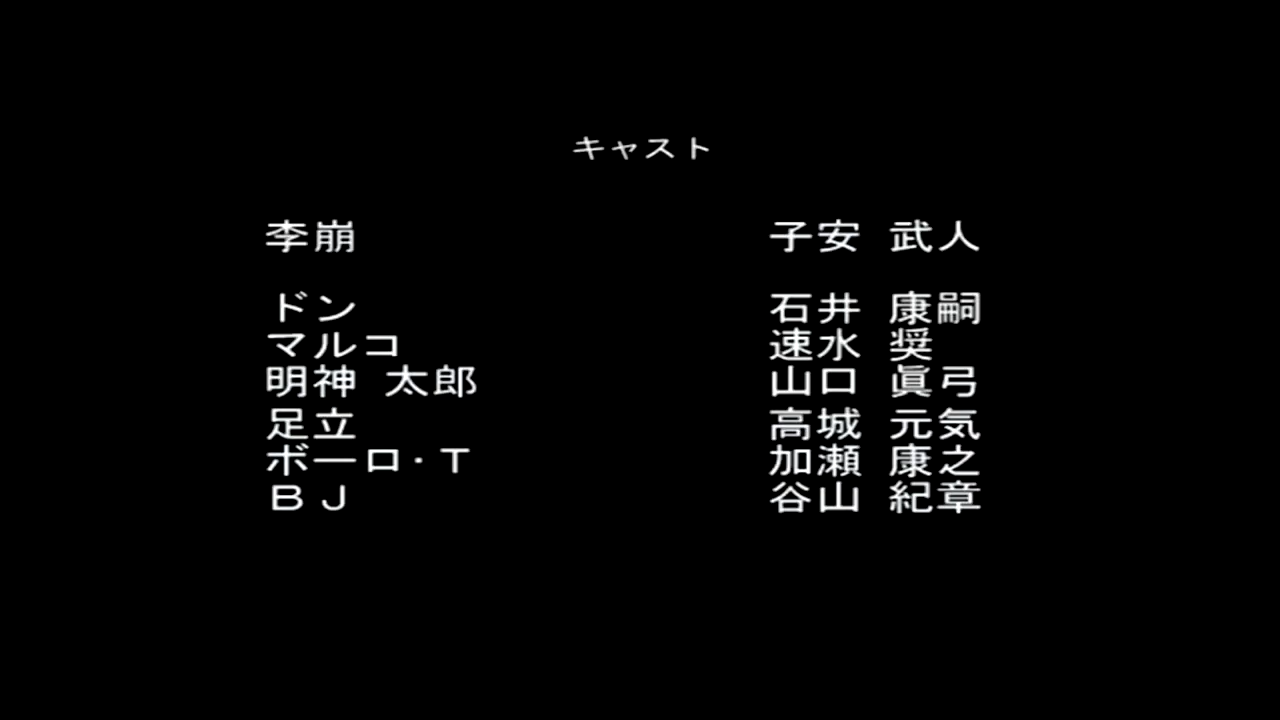 キャスト
李崩 子安 武人
ドン 石井 康嗣
マルコ 速水 奨
明神 太郎 山口 眞弓
足立 高城 元気
ボーロ・T 加瀬 康之
BJ 谷山 紀章